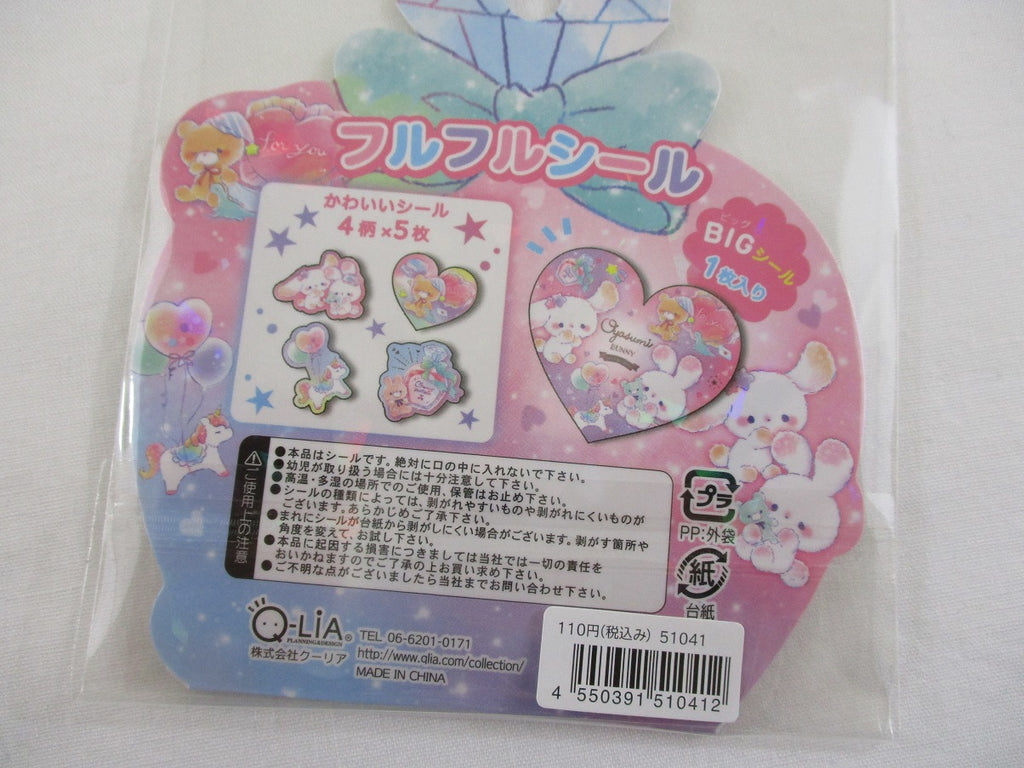 for you
フルフルシール
かわいいシール
4柄×5枚
ビッグ
BIGシール
1枚入り
Oyasumi
BUNNY
⚠ご使用上の注意
●本品はシールです。絶対に口の中に入れないで下さい。
●幼児が取り扱う場合には十分注意して下さい。
●高温・多湿の場所でのご使用、保管はお止め下さい。
●シールの種類によっては、剥がれやすいものや剥がれにくいものが
ございます。あらかじめご了承下さい。
●まれにシールが台紙から剥がしにくい場合がございます。剥がす箇所や
角度を変えて、お試し下さい。
●本品に起因する損害につきましては当社では一切の責任を
おいかねますのでご了承の上お買い求め下さい。
●ご不明な点がございましたら当社までお問い合わせ下さい。
プラ
PP:外袋
紙
台紙
Q-LiA®
PLANNING&DESIGN
株式会社クーリア
TEL 06-6201-0171
http://www.qlia.com/collection/
MADE IN CHINA
110円(税込み) 51041
4 550391 510412